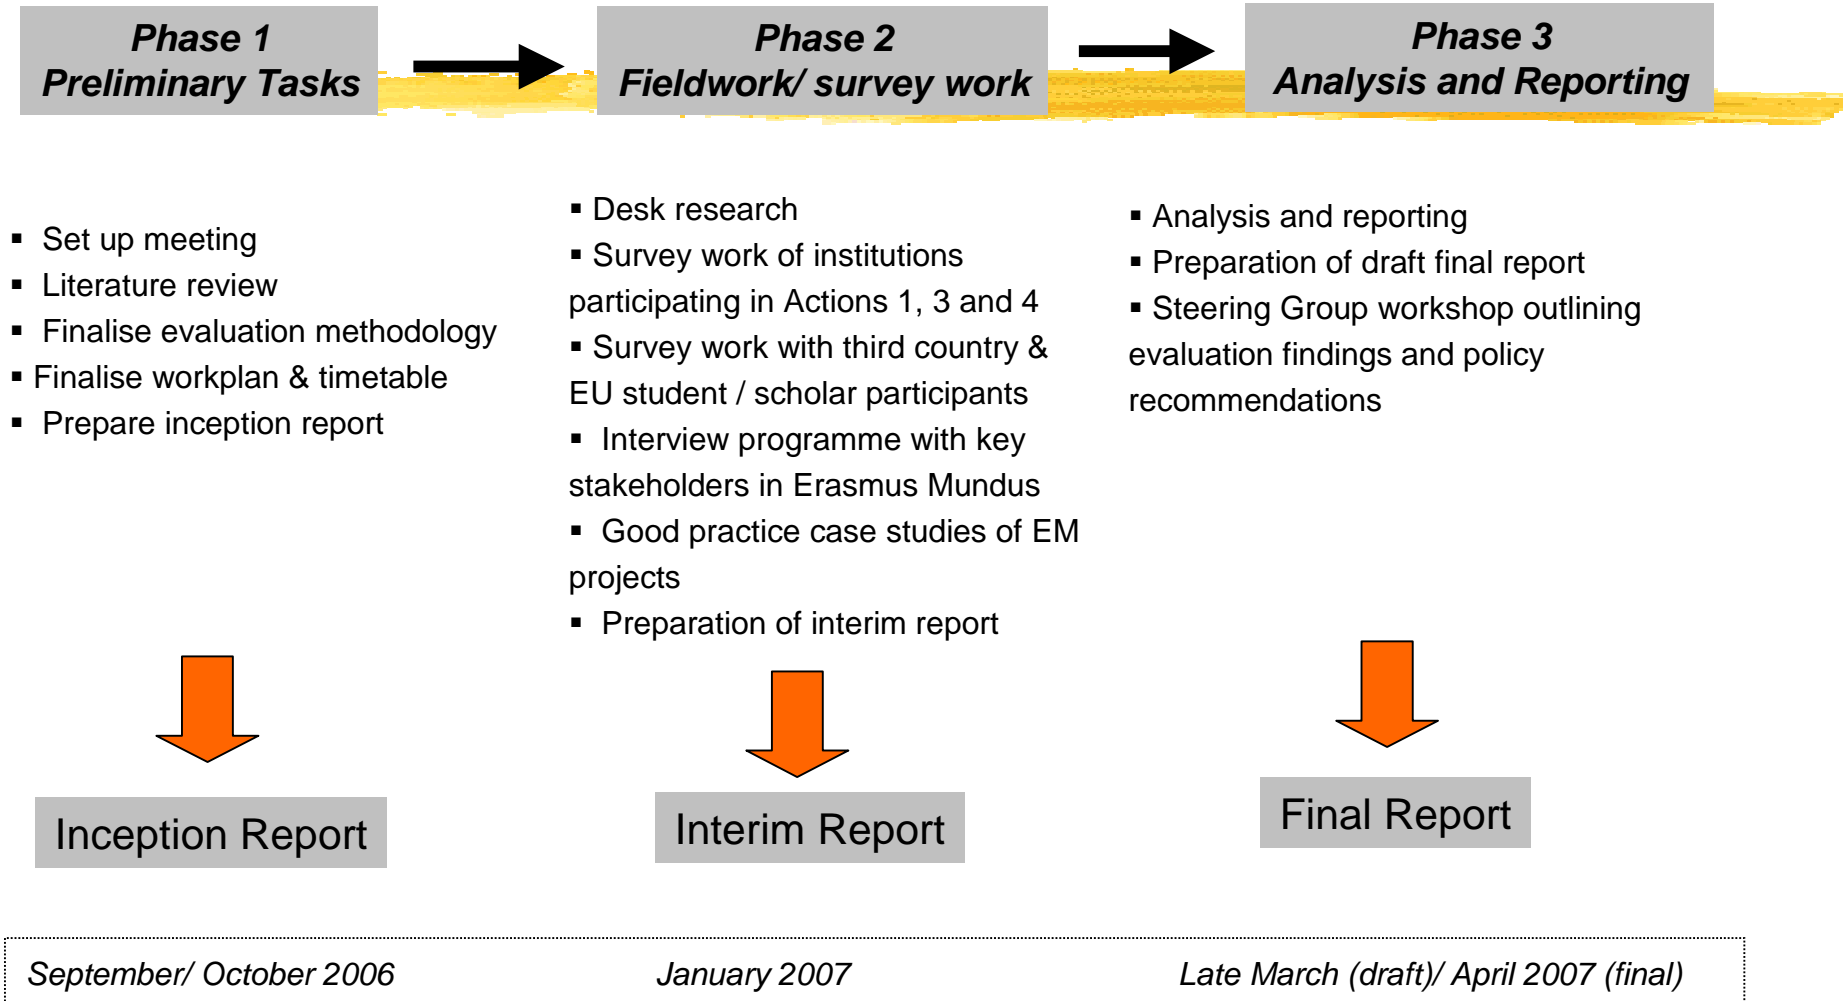 Phase 1
Preliminary Tasks
Phase 2
Fieldwork/ survey work
Phase 3
Analysis and Reporting
▪ Set up meeting
▪ Literature review
▪ Finalise evaluation methodology
▪ Finalise workplan & timetable
▪ Prepare inception report
▪ Desk research
▪ Survey work of institutions
participating in Actions 1, 3 and 4
▪ Survey work with third country &
EU student / scholar participants
▪ Interview programme with key
stakeholders in Erasmus Mundus
▪ Good practice case studies of EM
projects
▪ Preparation of interim report
▪ Analysis and reporting
▪ Preparation of draft final report
▪ Steering Group workshop outlining
evaluation findings and policy
recommendations
Inception Report
Interim Report
Final Report
September/ October 2006
January 2007
Late March (draft)/ April 2007 (final)